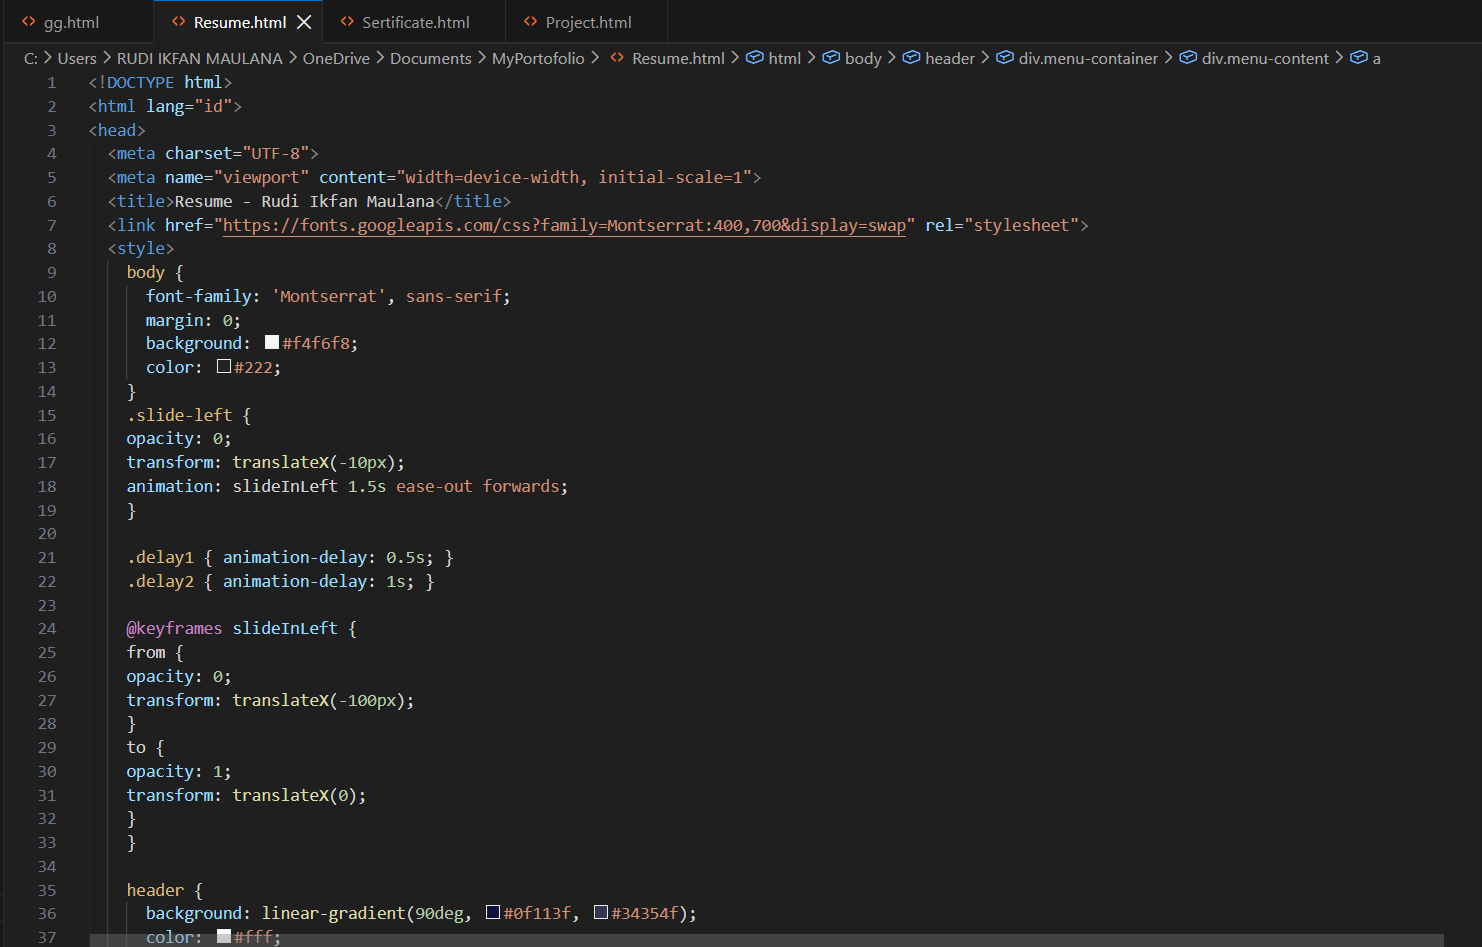 gg.html Resume.html Sertificate.html Project.html
C: > Users > RUDI IKFAN MAULANA > OneDrive > Documents > MyPortofolio > Resume.html > html > body > header > div.menu-container > div.menu-content > a
1 <!DOCTYPE html>
2 <html lang="id">
3 <head>
4 <meta charset="UTF-8">
5 <meta name="viewport" content="width=device-width, initial-scale=1">
6 <title>Resume - Rudi Ikfan Maulana</title>
7 <link href="https://fonts.googleapis.com/css?family=Montserrat:400,700&display=swap" rel="stylesheet">
8 <style>
9 body {
10 font-family: 'Montserrat', sans-serif;
11 margin: 0;
12 background: #f4f6f8;
13 color: #222;
14 }
15 .slide-left {
16 opacity: 0;
17 transform: translateX(-10px);
18 animation: slideInLeft 1.5s ease-out forwards;
19 }
20
21 .delay1 { animation-delay: 0.5s; }
22 .delay2 { animation-delay: 1s; }
23
24 @keyframes slideInLeft {
25 from {
26 opacity: 0;
27 transform: translateX(-100px);
28 }
29 to {
30 opacity: 1;
31 transform: translateX(0);
32 }
33 }
34
35 header {
36 background: linear-gradient(90deg, #0f113f, #34354f);
37 color: #fff;